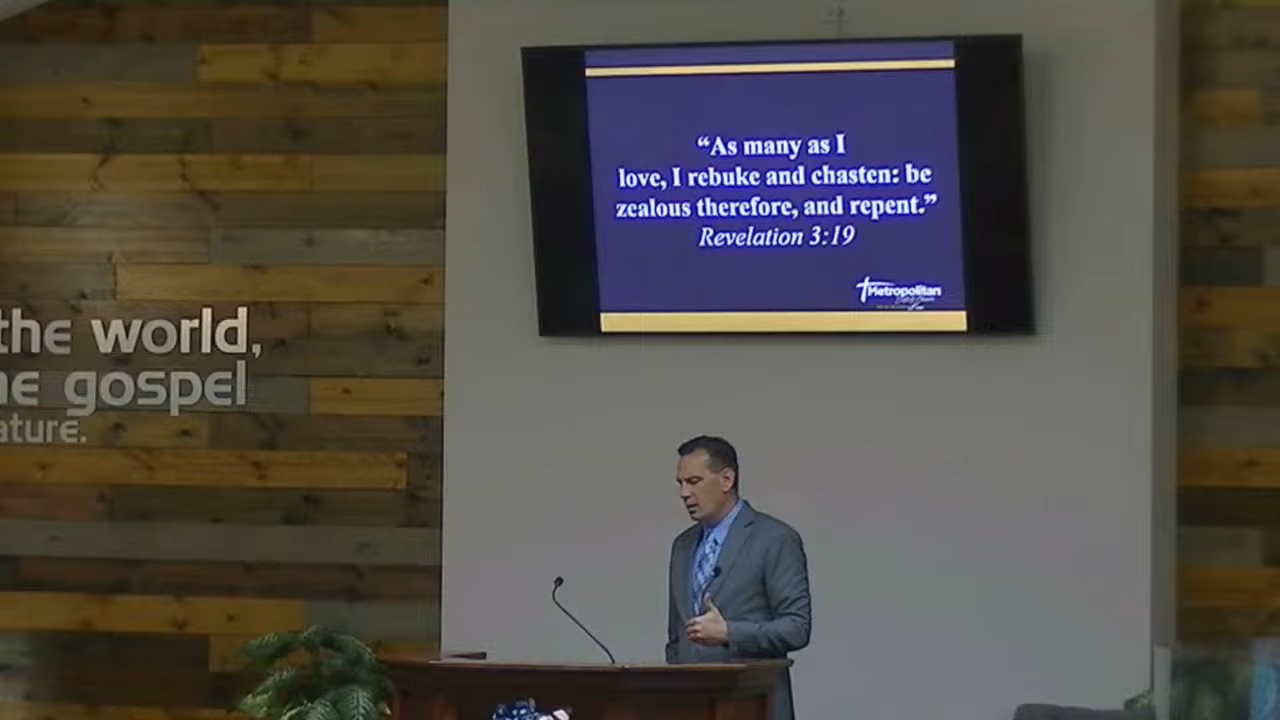 “As many as I
love, I rebuke and chasten: be
zealous therefore, and repent.”
Revelation 3:19
Metropolitan
the world,
gospel